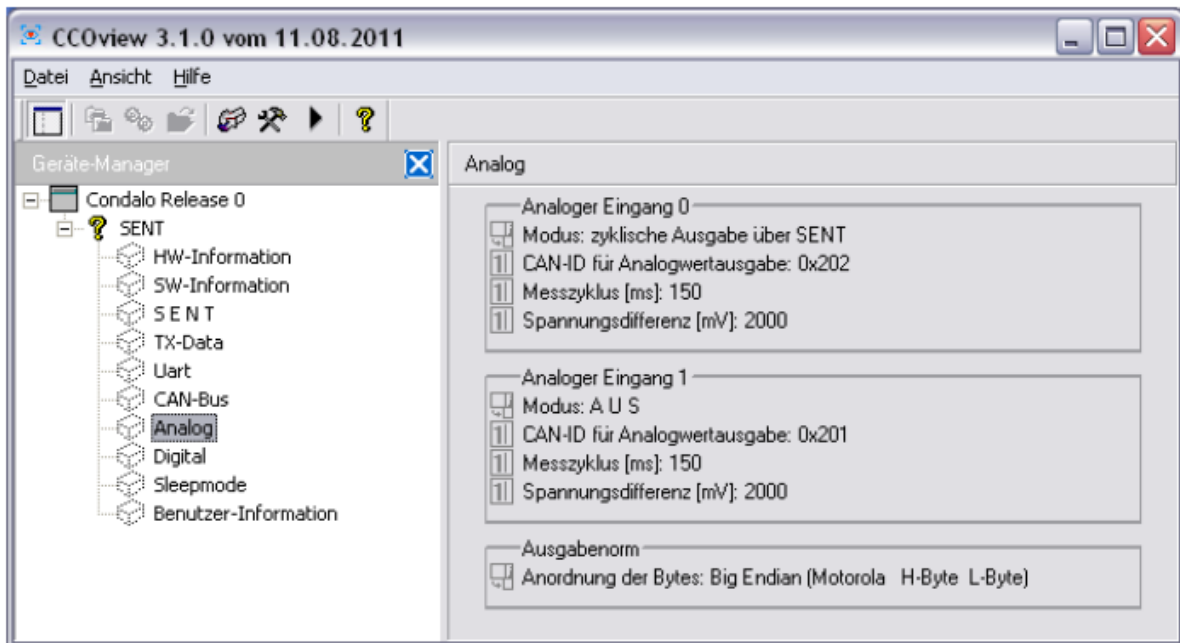 CCOview 3.1.0 vom 11.08.2011
Datei Ansicht Hilfe
Geräte-Manager
Condalo Release 0
SENT
HW-Information
SW-Information
S E N T
TX-Data
Uart
CAN-Bus
Analog
Digital
Sleepmode
Benutzer-Information
Analog
Analoger Eingang 0
Modus: zyklische Ausgabe über SENT
CAN-ID für Analogwertausgabe: 0x202
Messzyklus [ms]: 150
Spannungsdifferenz [mV]: 2000
Analoger Eingang 1
Modus: A U S
CAN-ID für Analogwertausgabe: 0x201
Messzyklus [ms]: 150
Spannungsdifferenz [mV]: 2000
Ausgabenorm
Anordnung der Bytes: Big Endian (Motorola H-Byte L-Byte)